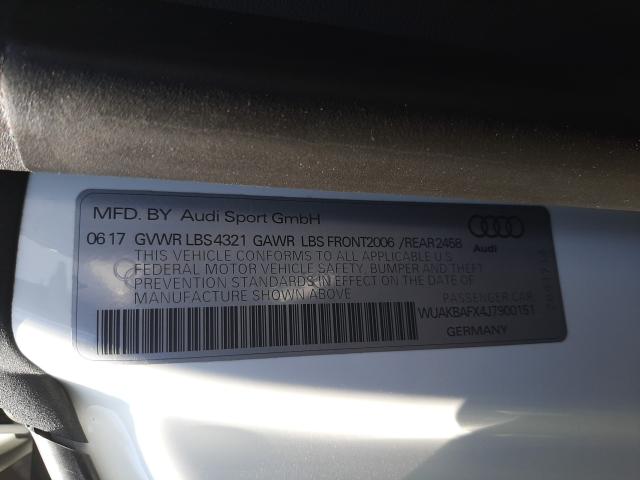 MFD. BY Audi Sport GmbH
06 17 GVWR LBS 4321 GAWR LBS FRONT 2006 / REAR 2458
THIS VEHICLE CONFORMS TO ALL APPLICABLE U.S
FEDERAL MOTOR VEHICLE SAFETY, BUMPER AND THEFT
PREVENTION STANDARDS IN EFFECT ON THE DATE OF
MANUFACTURE SHOWN ABOVE.
Audi
PASSENGER CAR
WUAKBAFX4J7900151
GERMANY